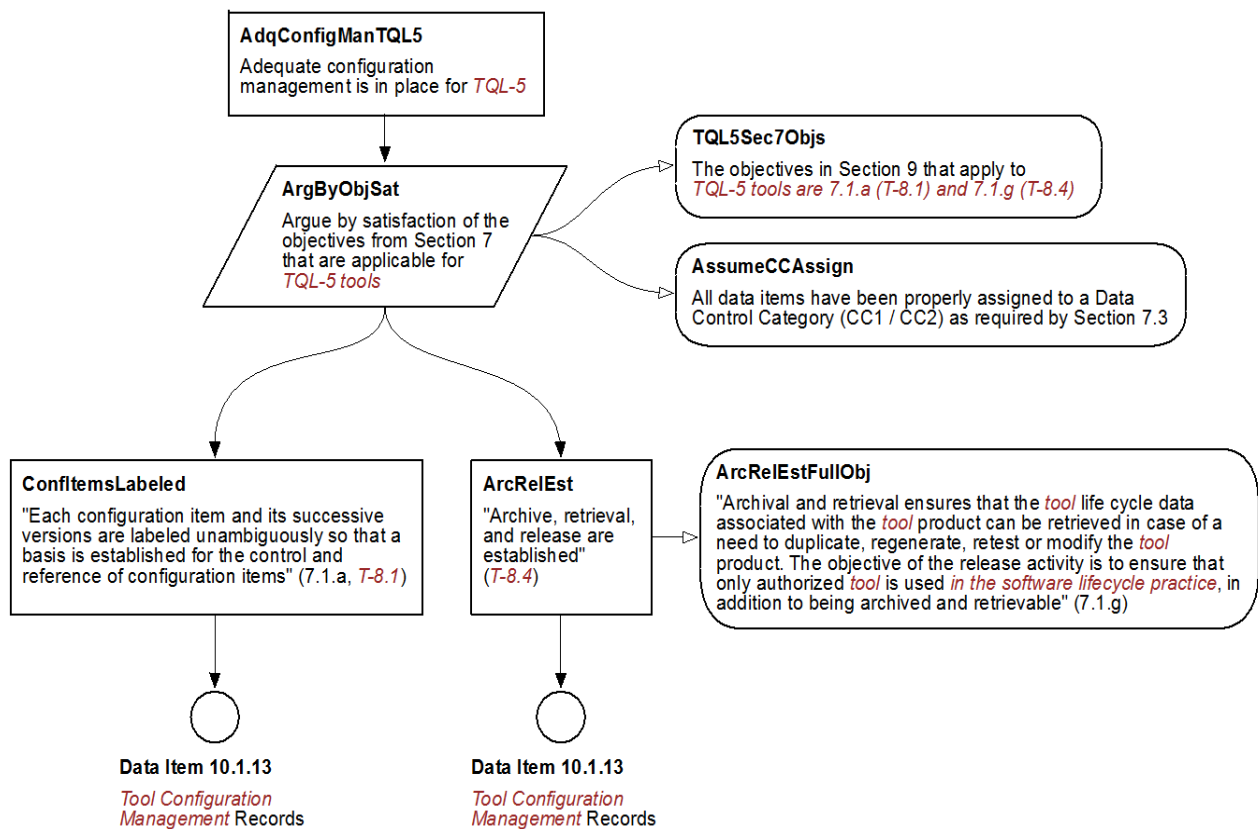 AdqConfigManTQL5
Adequate configuration
management is in place for TQL-5
TQL5Sec7Objs
The objectives in Section 9 that apply to
TQL-5 tools are 7.1.a (T-8.1) and 7.1.g (T-8.4)
ArgByObjSat
Argue by satisfaction of the
objectives from Section 7
that are applicable for
TQL-5 tools
AssumeCCAssign
All data items have been properly assigned to a Data
Control Category (CC1 / CC2) as required by Section 7.3
ConfItemsLabeled
"Each configuration item and its successive
versions are labeled unambiguously so that a
basis is established for the control and
reference of configuration items" (7.1.a, T-8.1)
ArcRelEst
"Archive, retrieval,
and release are
established"
(T-8.4)
ArcRelEstFullObj
"Archival and retrieval ensures that the tool life cycle data
associated with the tool product can be retrieved in case of a
need to duplicate, regenerate, retest or modify the tool
product. The objective of the release activity is to ensure that
only authorized tool is used in the software lifecycle practice, in
addition to being archived and retrievable" (7.1.g)
Data Item 10.1.13
Tool Configuration
Management Records
Data Item 10.1.13
Tool Configuration
Management Records